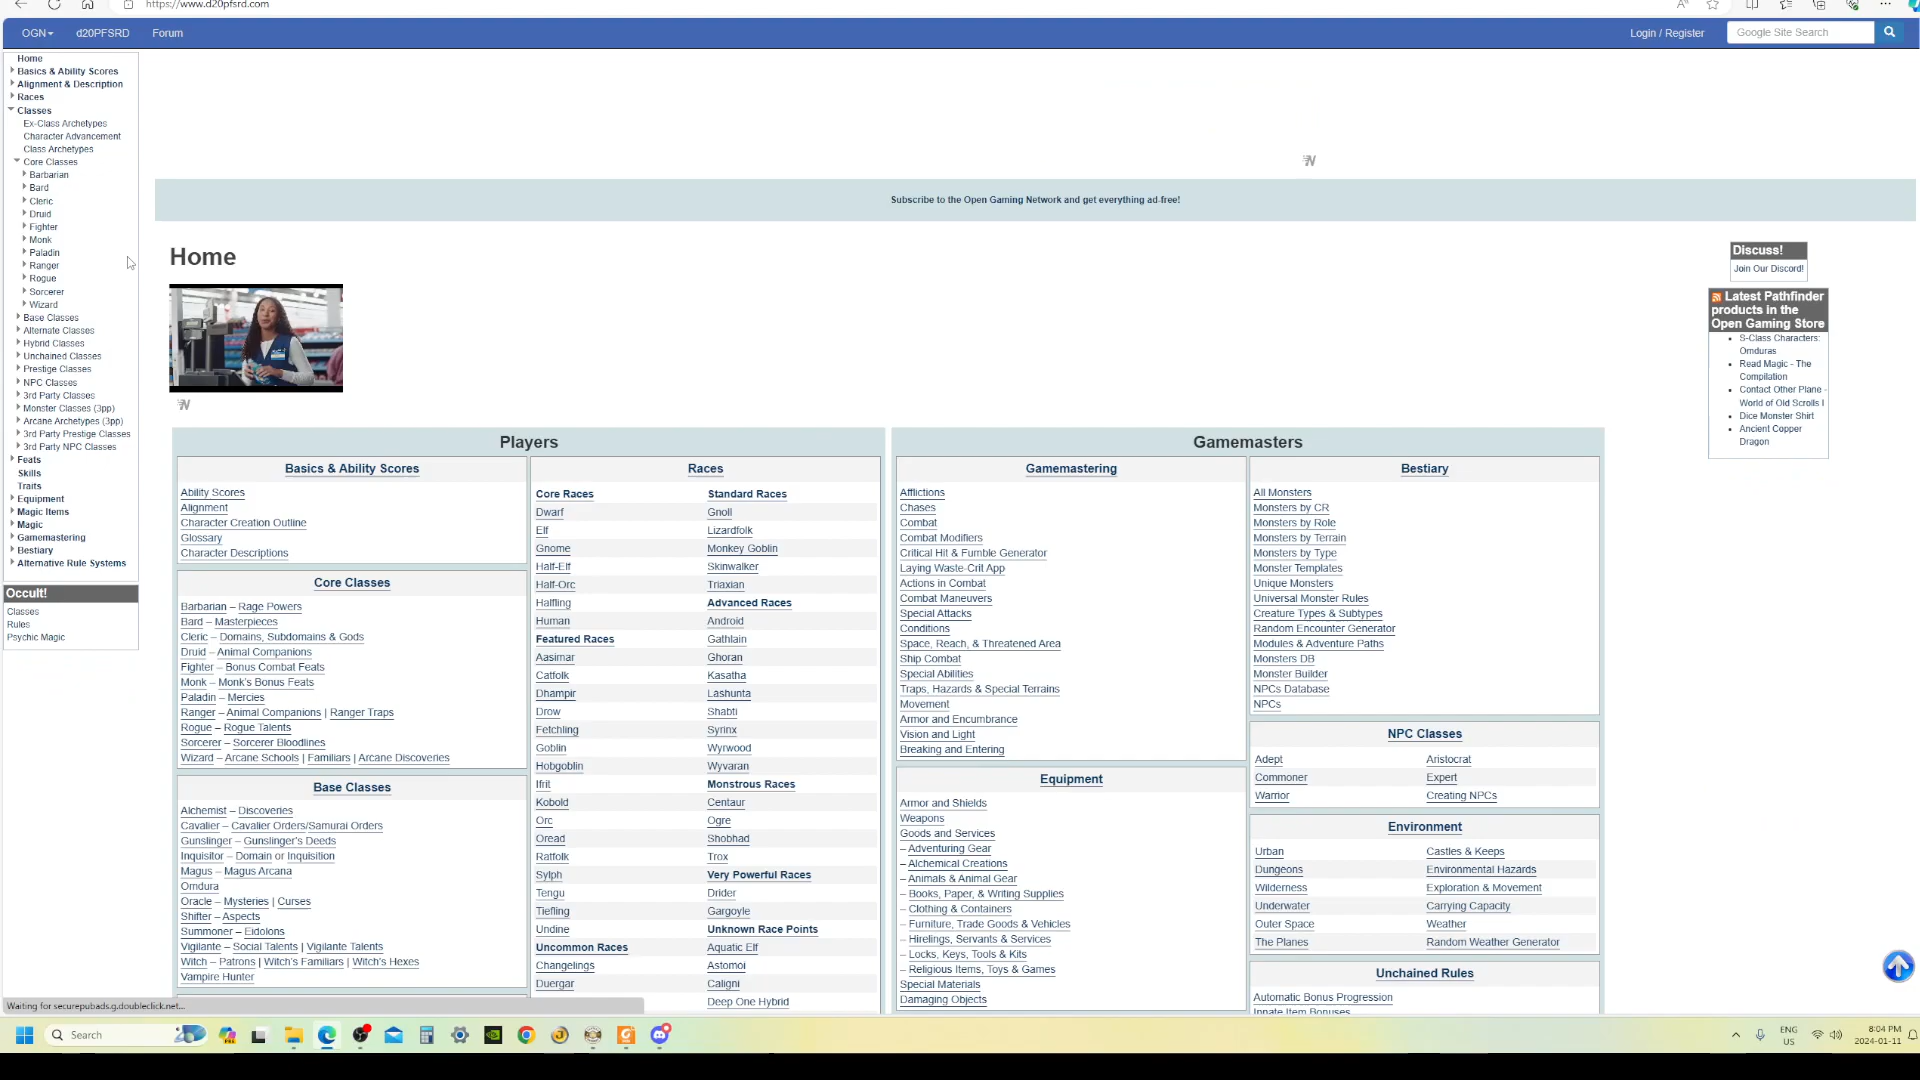 https://www.d20pfsrd.com
OGN
d20PFSRD
Forum
Login / Register
Google Site Search
Home
Basics & Ability Scores
Alignment & Description
Races
Classes
Ex-Class Archetypes
Character Advancement
Class Archetypes
Core Classes
Barbarian
Bard
Cleric
Druid
Fighter
Monk
Paladin
Ranger
Rogue
Sorcerer
Wizard
Base Classes
Alternate Classes
Hybrid Classes
Unchained Classes
Prestige Classes
NPC Classes
3rd Party Classes
Monster Classes (3pp)
Arcane Archetypes (3pp)
3rd Party Prestige Classes
3rd Party NPC Classes
Feats
Skills
Traits
Equipment
Magic Items
Magic
Gamemastering
Bestiary
Alternative Rule Systems
Occult!
Classes
Rules
Psychic Magic
Subscribe to the Open Gaming Network and get everything ad-free!
Home
Discuss!
Join Our Discord!
Latest Pathfinder
products in the
Open Gaming Store
S-Class Characters:
Omduras
Read Magic - The
Compilation
Contact Other Plane -
World of Old Scrolls I
Dice Monster Shirt
Ancient Copper
Dragon
Players
Basics & Ability Scores
Ability Scores
Alignment
Character Creation Outline
Glossary
Character Descriptions
Core Classes
Barbarian – Rage Powers
Bard – Masterpieces
Cleric – Domains, Subdomains & Gods
Druid – Animal Companions
Fighter – Bonus Combat Feats
Monk – Monk's Bonus Feats
Paladin – Mercies
Ranger – Animal Companions | Ranger Traps
Rogue – Rogue Talents
Sorcerer – Sorcerer Bloodlines
Wizard – Arcane Schools | Familiars | Arcane Discoveries
Base Classes
Alchemist – Discoveries
Cavalier – Cavalier Orders/Samurai Orders
Gunslinger – Gunslinger's Deeds
Inquisitor – Domain or Inquisition
Magus – Magus Arcana
Omdura
Oracle – Mysteries | Curses
Shifter – Aspects
Summoner – Eidolons
Vigilante – Social Talents | Vigilante Talents
Witch – Patrons | Witch's Familiars | Witch's Hexes
Vampire Hunter
Races
Core Races Standard Races
Dwarf Gnoll
Elf Lizardfolk
Gnome Monkey Goblin
Half-Elf Skinwalker
Half-Orc Triaxian
Halfling Advanced Races
Human Android
Featured Races Gathlain
Aasimar Ghoran
Catfolk Kasatha
Dhampir Lashunta
Drow Shabti
Fetchling Syrinx
Goblin Wyrwood
Hobgoblin Wyvaran
Ifrit Monstrous Races
Kobold Centaur
Orc Ogre
Oread Shobhad
Ratfolk Trox
Sylph Very Powerful Races
Tengu Drider
Tiefling Gargoyle
Undine Unknown Race Points
Uncommon Races Aquatic Elf
Changelings Astomoi
Duergar Caligni
Deep One Hybrid
Gamemasters
Gamemastering
Afflictions
Chases
Combat
Combat Modifiers
Critical Hit & Fumble Generator
Laying Waste-Crit App
Actions in Combat
Combat Maneuvers
Special Attacks
Conditions
Space, Reach, & Threatened Area
Ship Combat
Special Abilities
Traps, Hazards & Special Terrains
Movement
Armor and Encumbrance
Vision and Light
Breaking and Entering
Equipment
Armor and Shields
Weapons
Goods and Services
– Adventuring Gear
– Alchemical Creations
– Animals & Animal Gear
– Books, Paper, & Writing Supplies
– Clothing & Containers
– Furniture, Trade Goods & Vehicles
– Hirelings, Servants & Services
– Locks, Keys, Tools & Kits
– Religious Items, Toys & Games
Special Materials
Damaging Objects
Bestiary
All Monsters
Monsters by CR
Monsters by Role
Monsters by Terrain
Monsters by Type
Monster Templates
Unique Monsters
Universal Monster Rules
Creature Types & Subtypes
Random Encounter Generator
Modules & Adventure Paths
Monsters DB
Monster Builder
NPCs Database
NPCs
NPC Classes
Adept Aristocrat
Commoner Expert
Warrior Creating NPCs
Environment
Urban Castles & Keeps
Dungeons Environmental Hazards
Wilderness Exploration & Movement
Underwater Carrying Capacity
Outer Space Weather
The Planes Random Weather Generator
Unchained Rules
Automatic Bonus Progression
Innate Item Bonuses
Waiting for securepubads.g.doubleclick.net...
Search
ENG
US
8:04 PM
2024-01-11